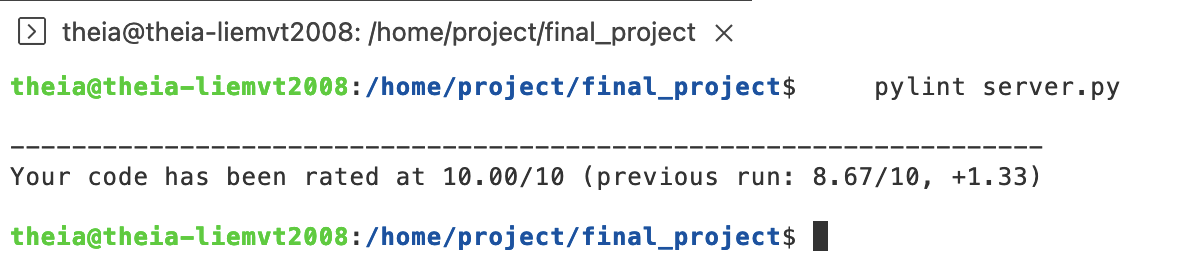 theia@theia-liemvt2008: /home/project/final_project ×
theia@theia-liemvt2008:/home/project/final_project$     pylint server.py
--------------------------------------------------------------------
Your code has been rated at 10.00/10 (previous run: 8.67/10, +1.33)
theia@theia-liemvt2008:/home/project/final_project$